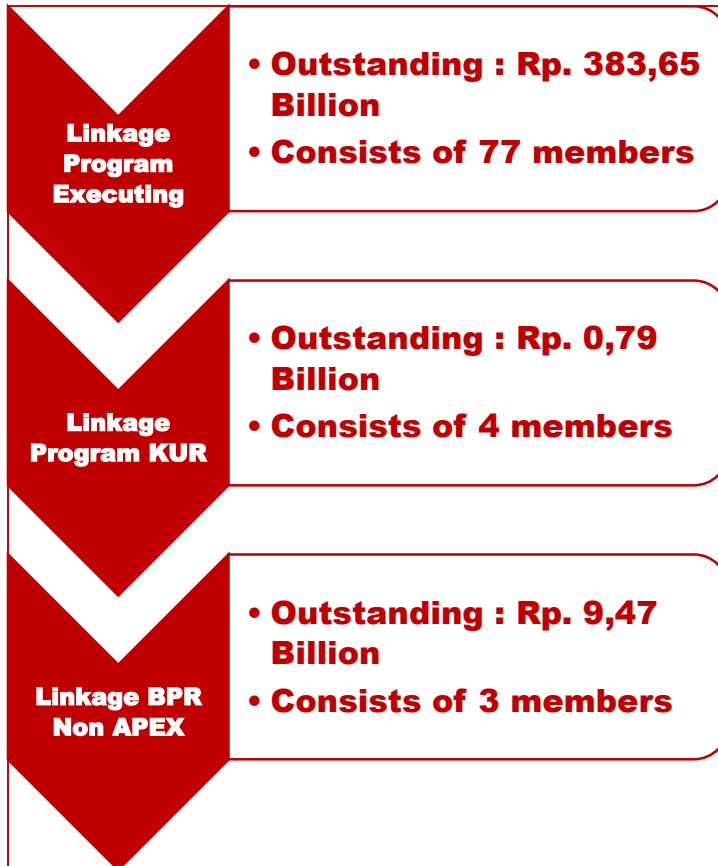 Linkage
Program
Executing
• Outstanding : Rp. 383,65
Billion
• Consists of 77 members
Linkage
Program KUR
• Outstanding : Rp. 0,79
Billion
• Consists of 4 members
Linkage BPR
Non APEX
• Outstanding : Rp. 9,47
Billion
• Consists of 3 members